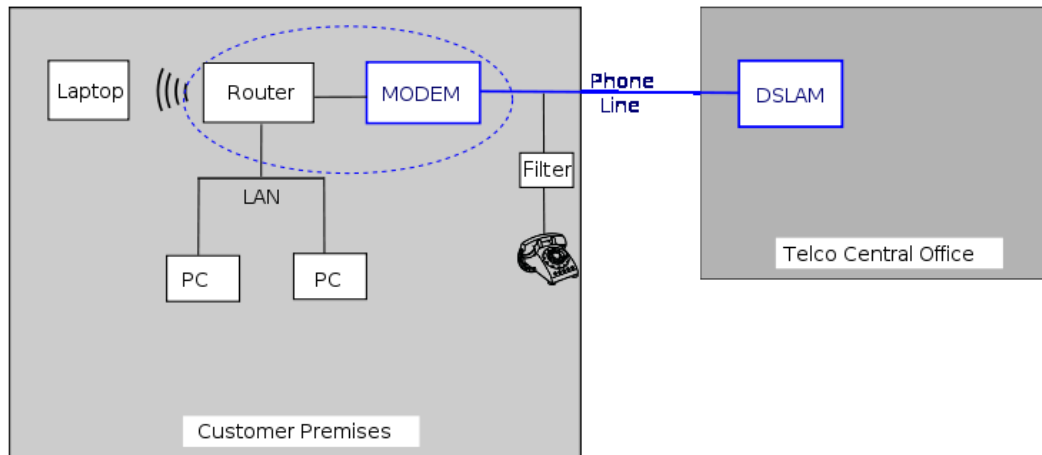 Laptop
Router
MODEM
Phone
Line
DSLAM
Filter
LAN
PC
PC
Telco Central Office
Customer Premises